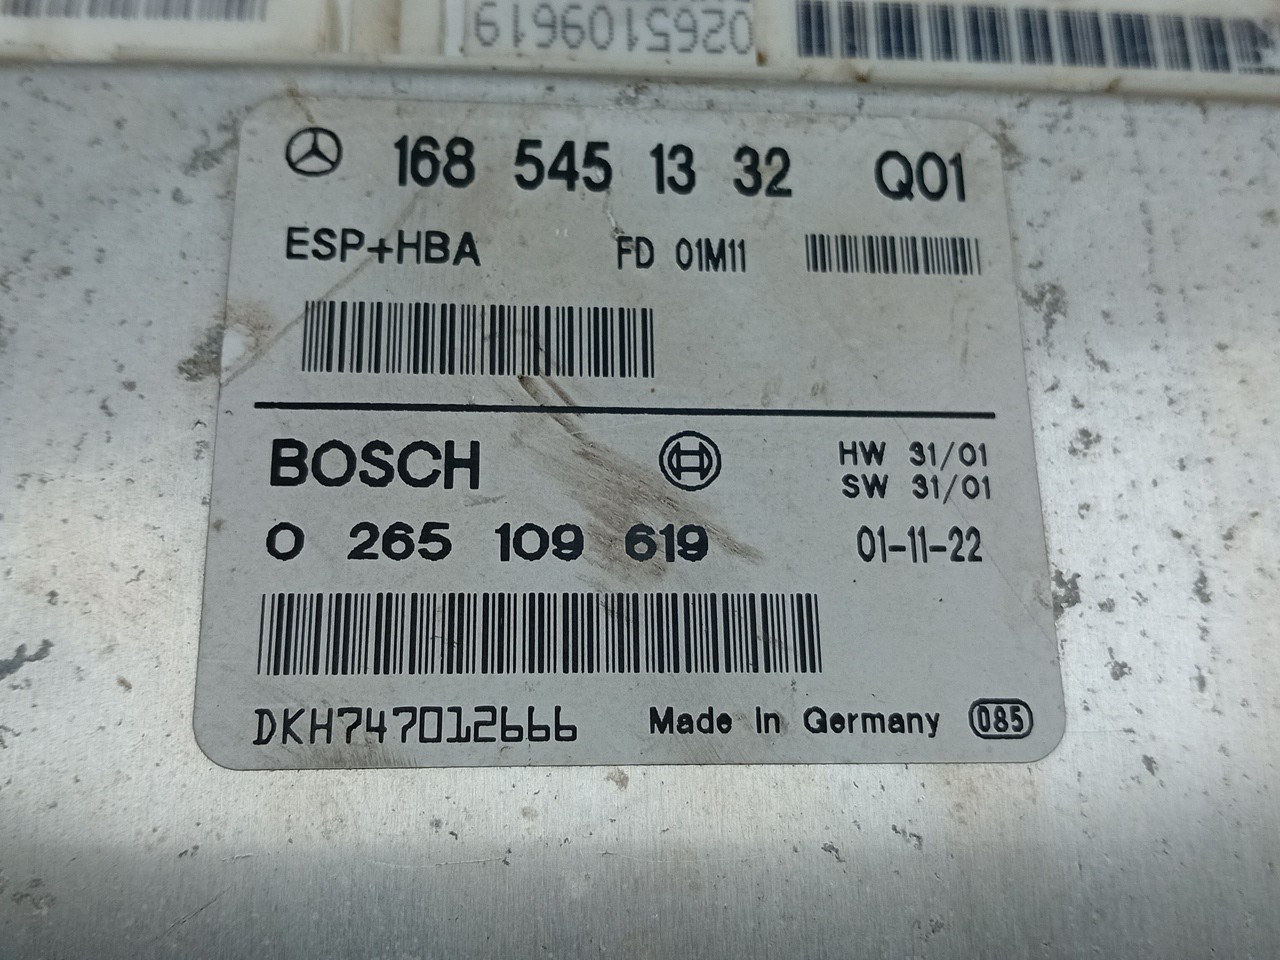 0265109619
168 545 13 32 Q01
ESP+HBA FD 01M11
BOSCH HW 31/01
SW 31/01
0 265 109 619 01-11-22
DKH747012666 Made In Germany 085